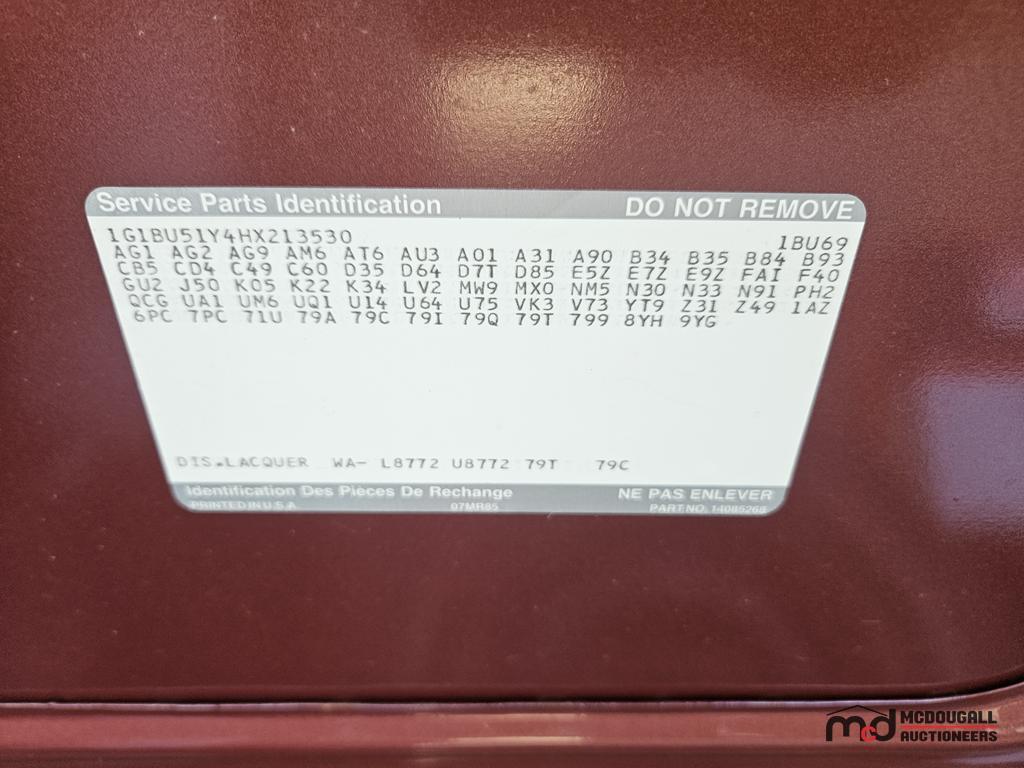 Service Parts Identification DO NOT REMOVE
1G1BU51Y4HX213530 1BU69
AG1 AG2 AG9 AM6 AT6 AU3 A01 A31 A90 B34 B35 B84 B93
CB5 CD4 C49 C60 D35 D64 D7T D85 E5Z E7Z E9Z FAI F40
GU2 J50 K05 K22 K34 LV2 MW9 MX0 NM5 N30 N33 N91 PH2
QCG UA1 UM6 UQ1 U14 U64 U75 VK3 V73 YT9 Z31 Z49 1AZ
6PC 7PC 71U 79A 79C 79I 79Q 79T 799 8YH 9YG
DIS.LACQUER WA- L8772 U8772 79T 79C
Identification Des Pièces De Rechange NE PAS ENLEVER
PRINTED IN U.S.A. 07MR85 PART NO. 14085268
mcd MCDOUGALL
AUCTIONEERS